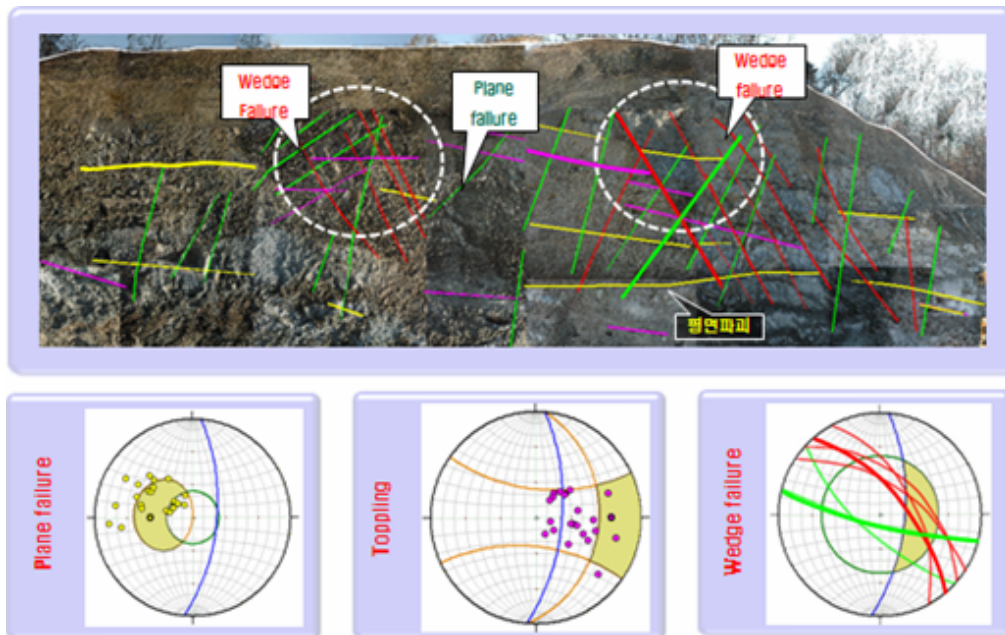 Wedge
Failure
Plane
failure
Wedge
failure
평면파괴
Plane failure
Toppling
Wedge failure